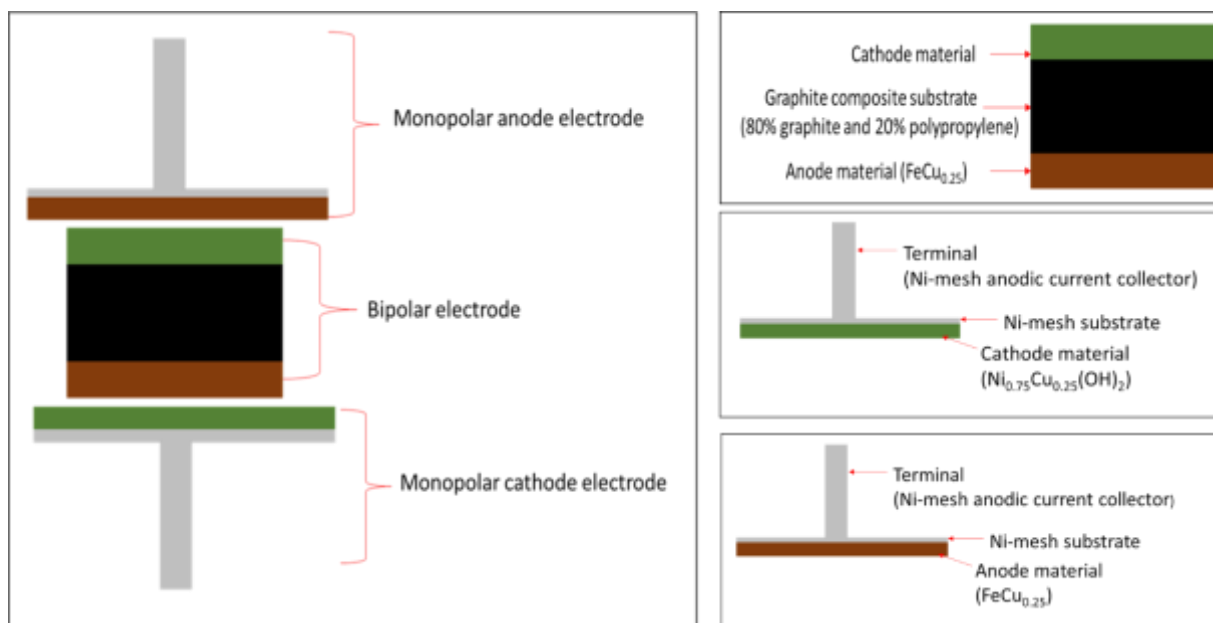 Monopolar anode electrode
Bipolar electrode
Monopolar cathode electrode
Cathode material
Graphite composite substrate
(80% graphite and 20% polypropylene)
Anode material (FeCu₀.₂₅)
Terminal
(Ni-mesh anodic current collector)
Ni-mesh substrate
Cathode material
(Ni₀.₇₅Cu₀.₂₅(OH)₂)
Terminal
(Ni-mesh anodic current collector)
Ni-mesh substrate
Anode material
(FeCu₀.₂₅)